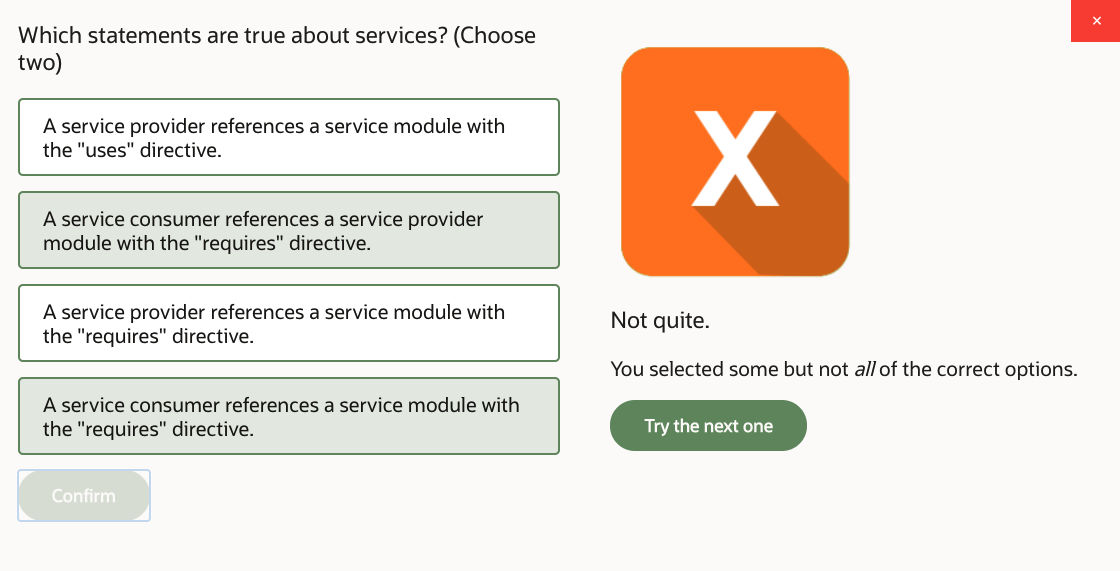 Which statements are true about services? (Choose
two)
A service provider references a service module with
the "uses" directive.
A service consumer references a service provider
module with the "requires" directive.
A service provider references a service module with
the "requires" directive.
A service consumer references a service module with
the "requires" directive.
Confirm
×
X
Not quite.
You selected some but not all of the correct options.
Try the next one